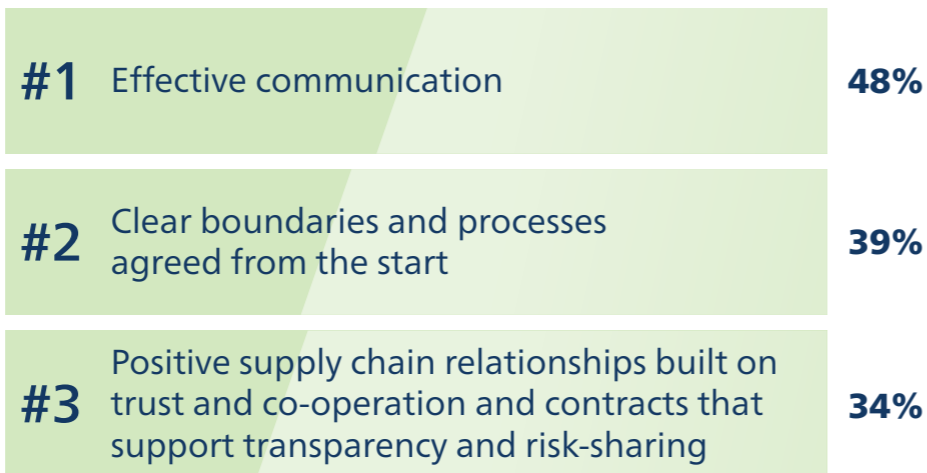 #1 Effective communication 48%
#2 Clear boundaries and processes
agreed from the start 39%
#3 Positive supply chain relationships built on
trust and co-operation and contracts that
support transparency and risk-sharing 34%